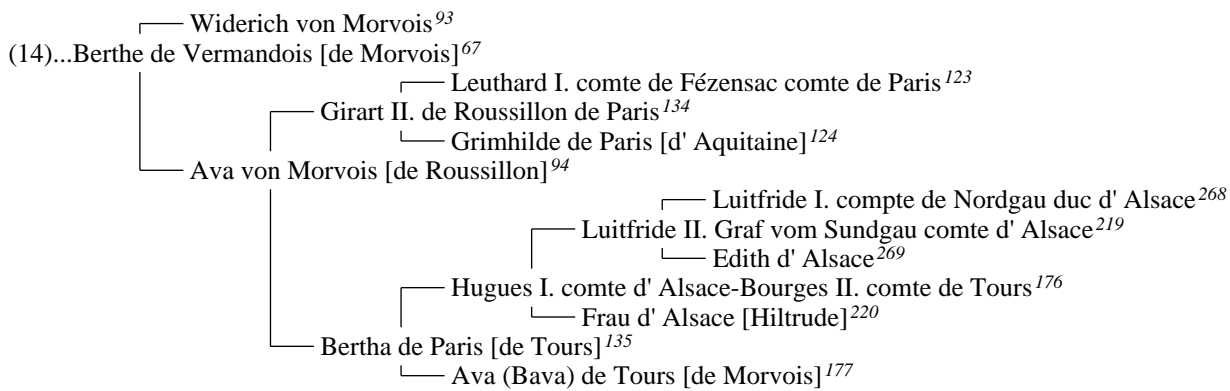 Widerich von Morvois93
(14)...Berthe de Vermandois [de Morvois]67
Leuthard I. comte de Fézensac comte de Paris123
Girart II. de Roussillon de Paris134
Grimhilde de Paris [d' Aquitaine]124
Ava von Morvois [de Roussillon]94
Luitfride I. compte de Nordgau duc d' Alsace268
Luitfride II. Graf vom Sundgau comte d' Alsace219
Edith d' Alsace269
Hugues I. comte d' Alsace-Bourges II. comte de Tours176
Frau d' Alsace [Hiltrude]220
Bertha de Paris [de Tours]135
Ava (Bava) de Tours [de Morvois]177